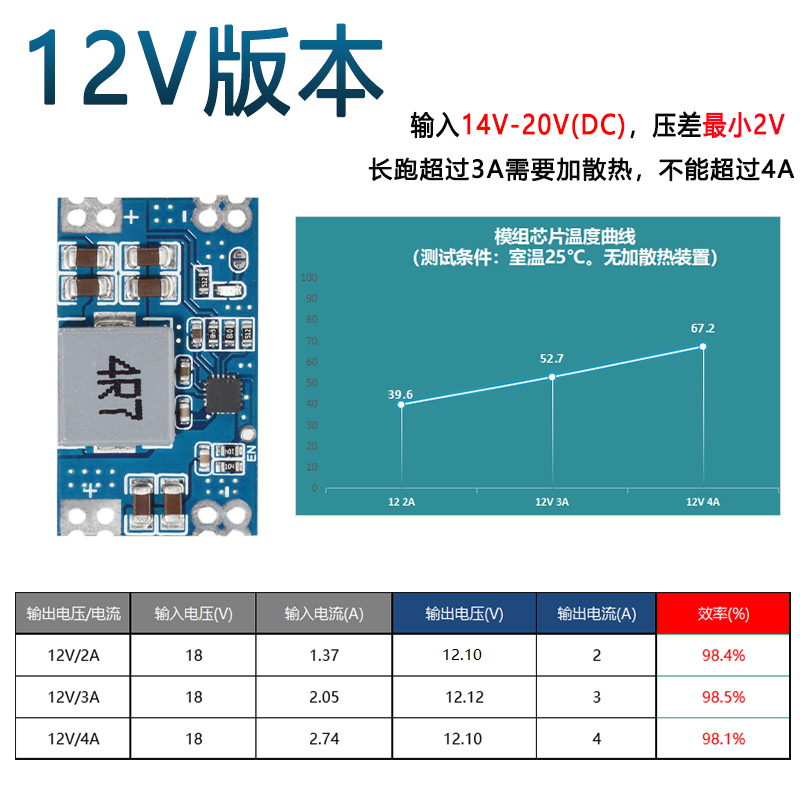 12V版本
输入14V-20V(DC)，压差最小2V
长跑超过3A需要加散热，不能超过4A
+ -
512
512
4R7
EN
104
104
+ -
模组芯片温度曲线
（测试条件：室温25℃。无加散热装置）
100
90
80
70
60
50
40
30
20
10
0
39.6
52.7
67.2
12 2A 12V 3A 12V 4A
输出电压/电流 输入电压(V) 输入电流(A) 输出电压(V) 输出电流(A) 效率(%)
12V/2A 18 1.37 12.10 2 98.4%
12V/3A 18 2.05 12.12 3 98.5%
12V/4A 18 2.74 12.10 4 98.1%